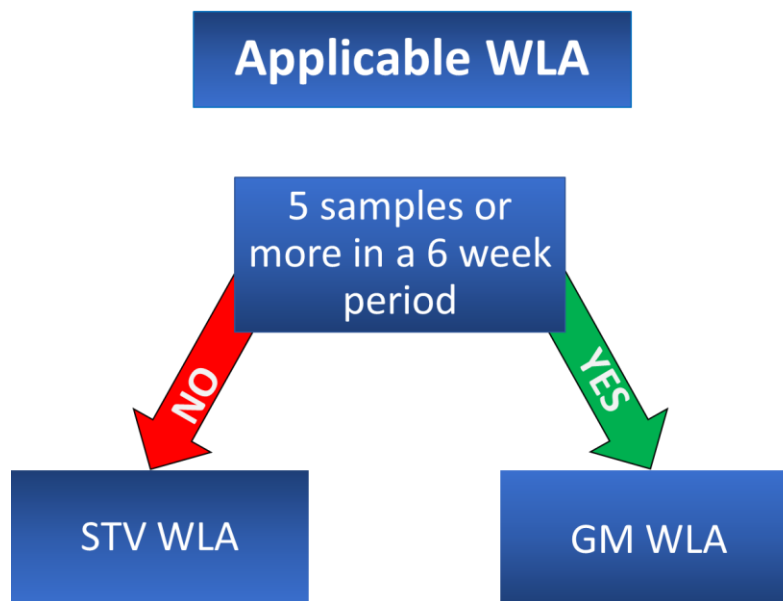 Applicable WLA
5 samples or
more in a 6 week
period
NO
YES
STV WLA
GM WLA